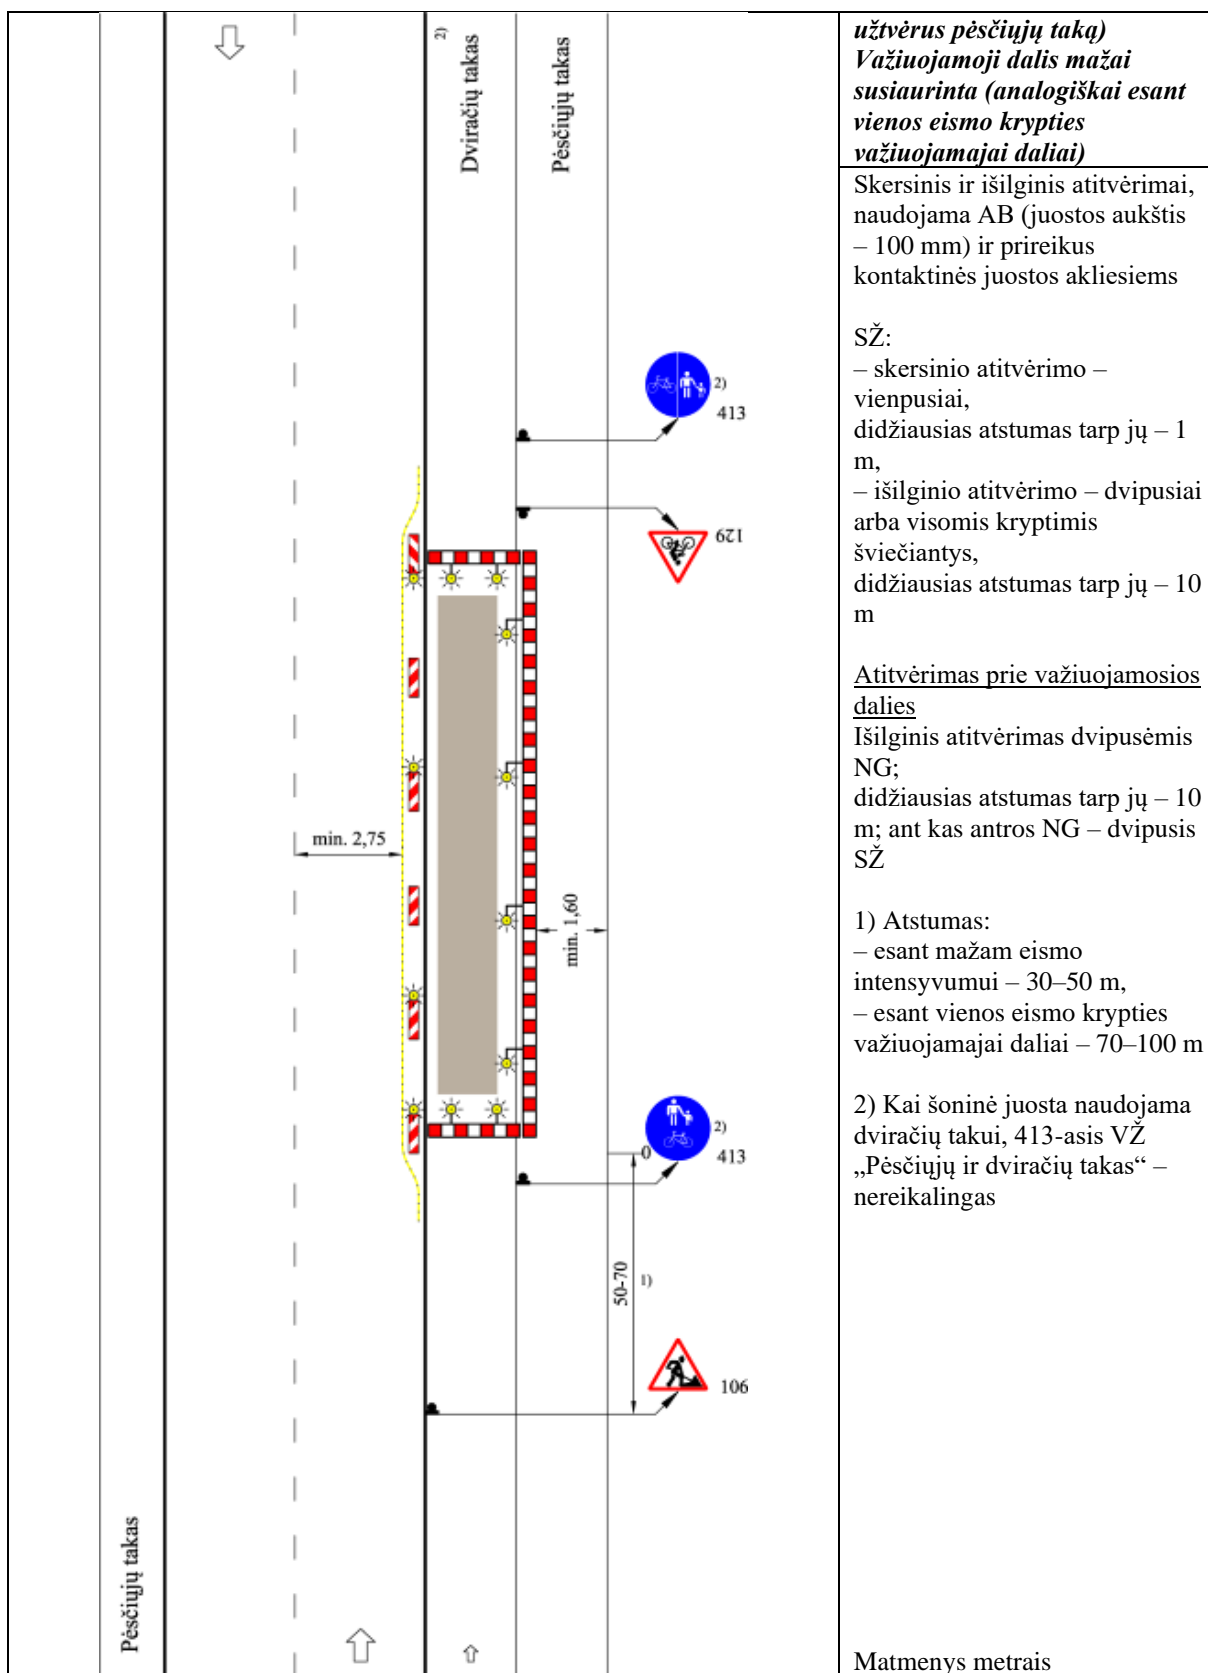 užtvėrus pėsčiųjų taką)
Važiuojamoji dalis mažai
susiaurinta (analogiškai esant
vienos eismo krypties
važiuojamajai daliai)
Skersinis ir išilginis atitvėrimai,
naudojama AB (juostos aukštis
– 100 mm) ir prireikus
kontaktinės juostos akliesiems
SŽ:
– skersinio atitvėrimo –
vienpusiai,
didžiausias atstumas tarp jų – 1
m,
– išilginio atitvėrimo – dvipusiai
arba visomis kryptimis
šviečiantys,
didžiausias atstumas tarp jų – 10
m
Atitvėrimas prie važiuojamosios
dalies
Išilginis atitvėrimas dvipusėmis
NG;
didžiausias atstumas tarp jų – 10
m; ant kas antros NG – dvipusis
SŽ
1) Atstumas:
– esant mažam eismo
intensyvumui – 30–50 m,
– esant vienos eismo krypties
važiuojamajai daliai – 70–100 m
2) Kai šoninė juosta naudojama
dviračių takui, 413-asis VŽ
„Pėsčiųjų ir dviračių takas“ –
nereikalingas
Matmenys metrais
2)
Dviračių takas
Pėsčiųjų takas
2)
413
129
min. 2,75
min. 1,60
2)
413
0
50-70
1)
106
Pėsčiųjų takas